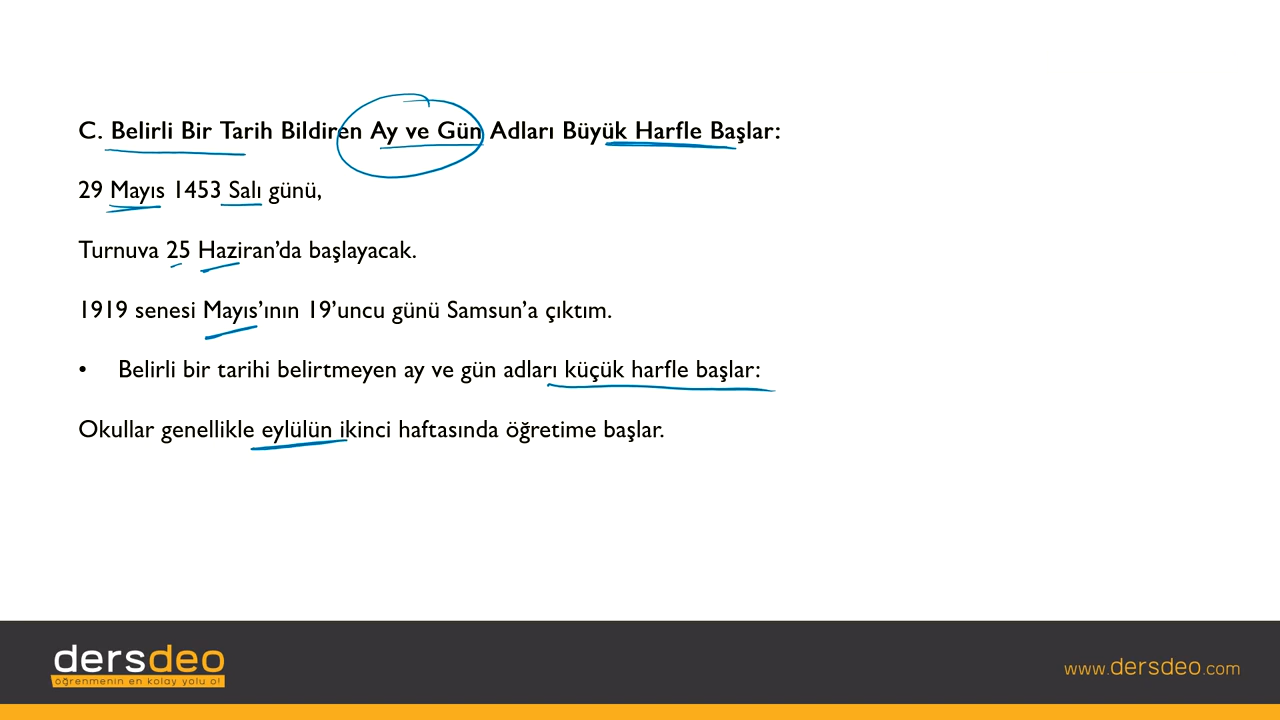 C. Belirli Bir Tarih Bildiren Ay ve Gün Adları Büyük Harfle Başlar:
29 Mayıs 1453 Salı günü,
Turnuva 25 Haziran’da başlayacak.
1919 senesi Mayıs’ının 19’uncu günü Samsun’a çıktım.
• Belirli bir tarihi belirtmeyen ay ve gün adları küçük harfle başlar:
Okullar genellikle eylülün ikinci haftasında öğretime başlar.
dersdeo
öğrenmenin en kolay yolu o!
www.dersdeo.com